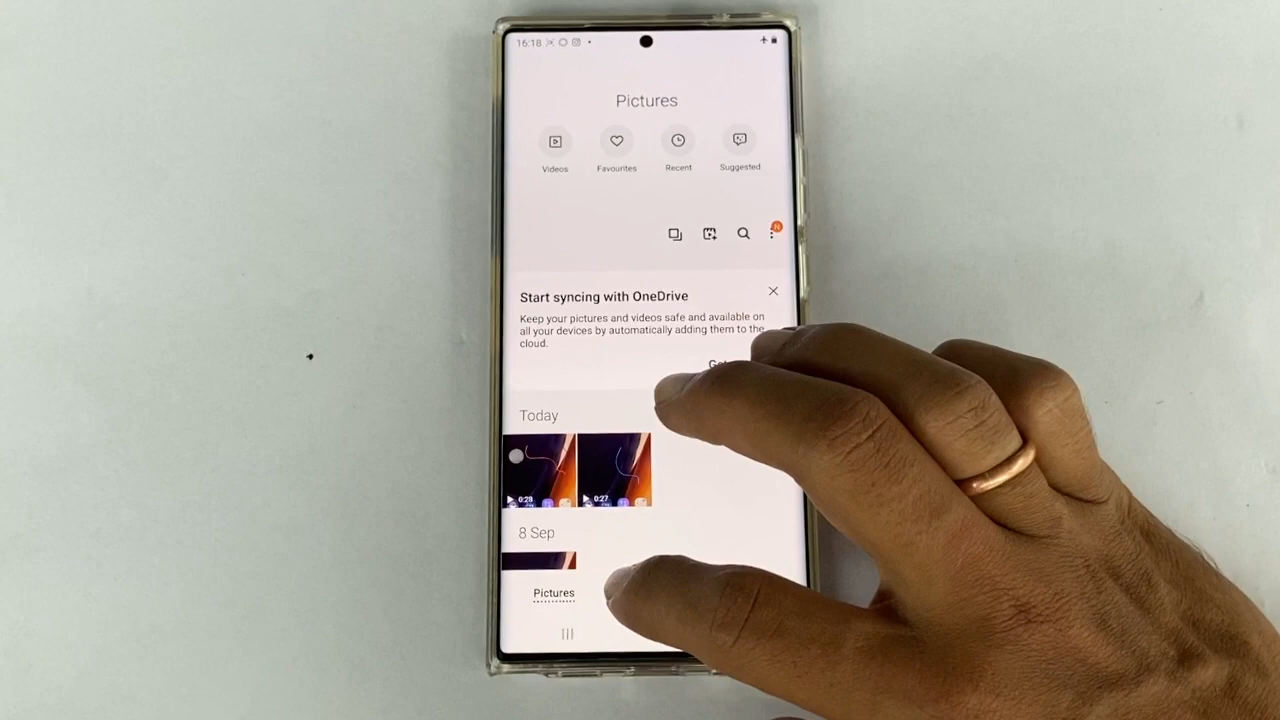 16:18
Pictures
Videos Favourites Recent Suggested
N
Start syncing with OneDrive
Keep your pictures and videos safe and available on
all your devices by automatically adding them to the
cloud.
Today
0:28 0:27
8 Sep
Pictures